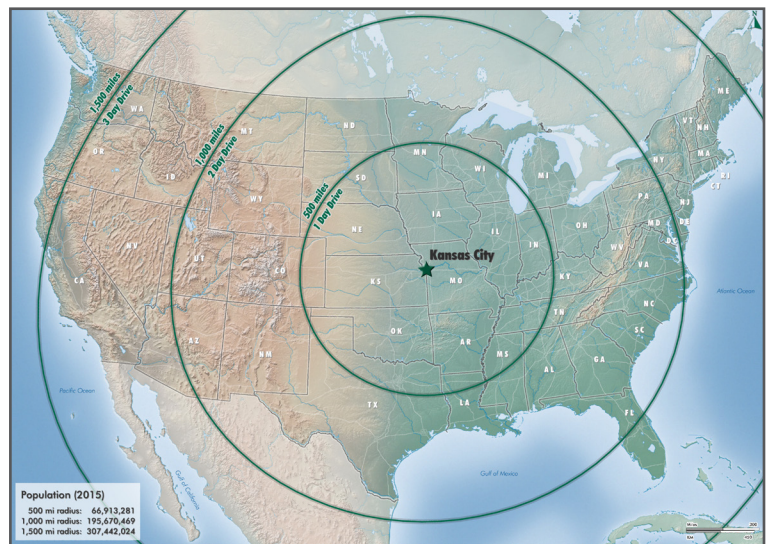 1,500 miles
3 Day Drive
1,000 miles
2 Day Drive
500 miles
1 Day Drive
WA
MT
ND
MN
ME
VT
NH
OR
ID
SD
WI
MI
NY
MA
RI
CT
WY
IA
PA
NJ
NV
NE
IL
IN
OH
MD
DE
UT
CO
Kansas City
WV
CA
KS
MO
KY
VA
Atlantic Ocean
NC
TN
AZ
NM
OK
AR
SC
MS
AL
GA
Pacific Ocean
TX
LA
FL
Gulf of California
Gulf of Mexico
Population (2015)
500 mi radius: 66,913,281
1,000 mi radius: 195,670,469
1,500 mi radius: 307,442,024
Miles